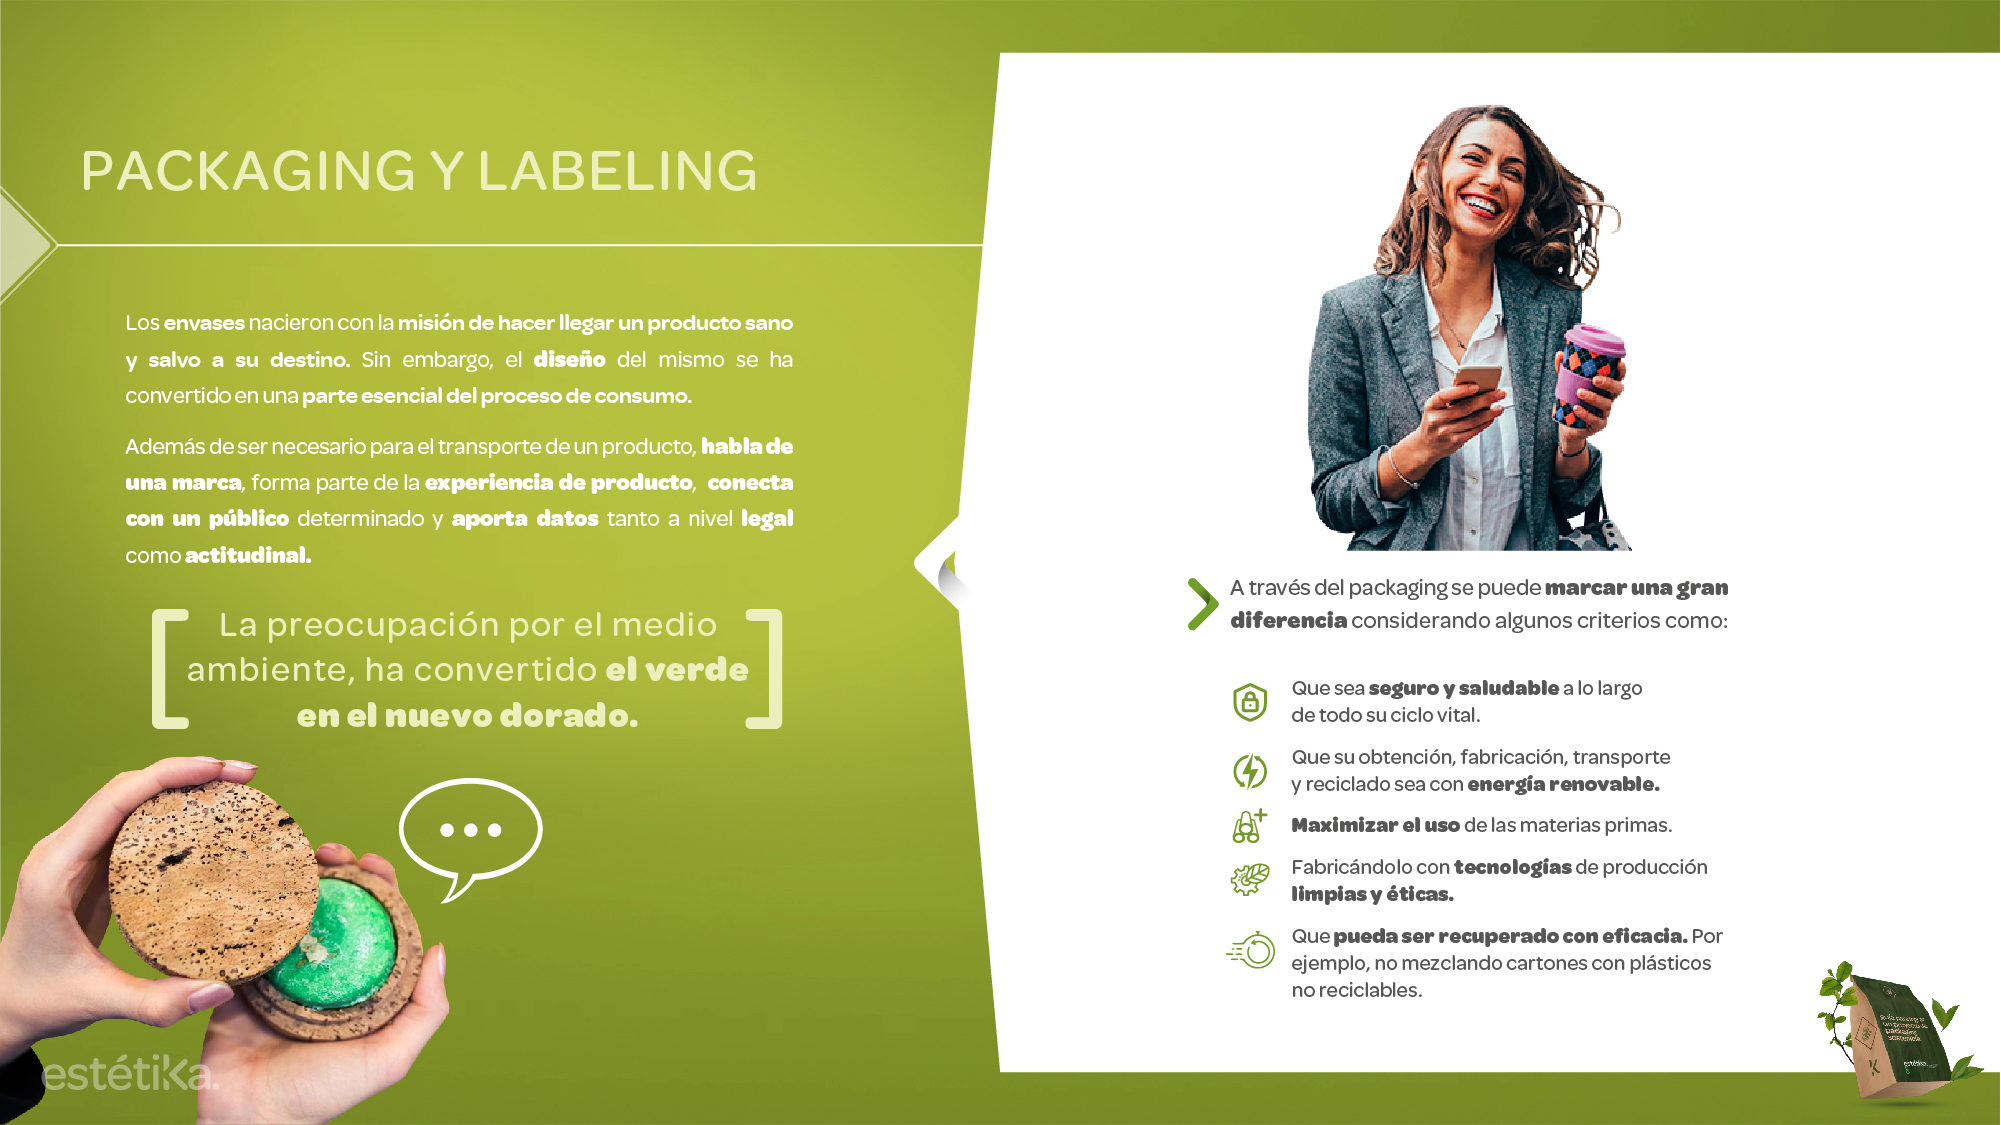 PACKAGING Y LABELING
Los envases nacieron con la misión de hacer llegar un producto sano
y salvo a su destino. Sin embargo, el diseño del mismo se ha
convertido en una parte esencial del proceso de consumo.
Además de ser necesario para el transporte de un producto, habla de
una marca, forma parte de la experiencia de producto, conecta
con un público determinado y aporta datos tanto a nivel legal
como actitudinal.
La preocupación por el medio
ambiente, ha convertido el verde
en el nuevo dorado.
estétiKa.
A través del packaging se puede marcar una gran
diferencia considerando algunos criterios como:
Que sea seguro y saludable a lo largo
de todo su ciclo vital.
Que su obtención, fabricación, transporte
y reciclado sea con energía renovable.
Maximizar el uso de las materias primas.
Fabricándolo con tecnologías de producción
limpias y éticas.
Que pueda ser recuperado con eficacia. Por
ejemplo, no mezclando cartones con plásticos
no reciclables.
packaging
sostenible
estétika.